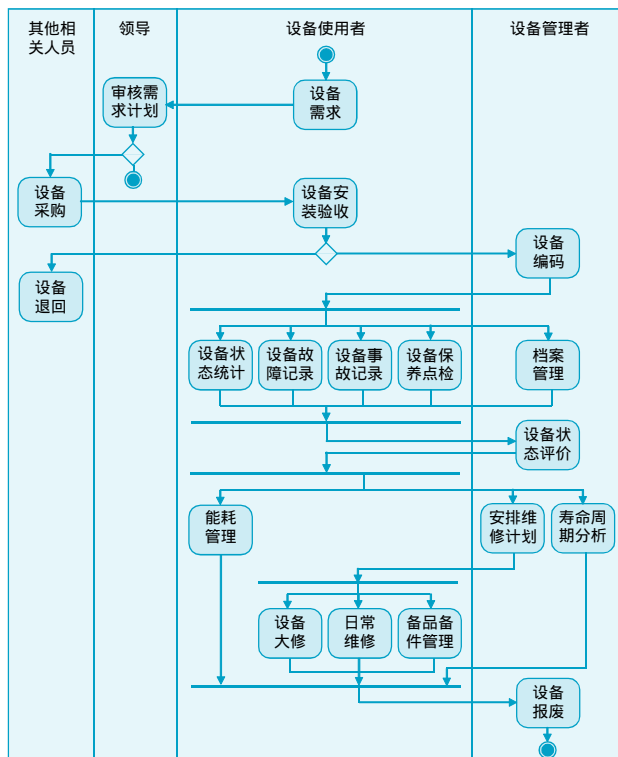 其他相
关人员
领导
设备使用者
设备管理者
审核需
求计划
设备
需求
设备
采购
设备安
装验收
设备
编码
设备
退回
设备状
态统计
设备故
障记录
设备事
故记录
设备保
养点检
档案
管理
设备状
态评价
能耗
管理
安排维
修计划
寿命周
期分析
设备
大修
日常
维修
备品备
件管理
设备
报废